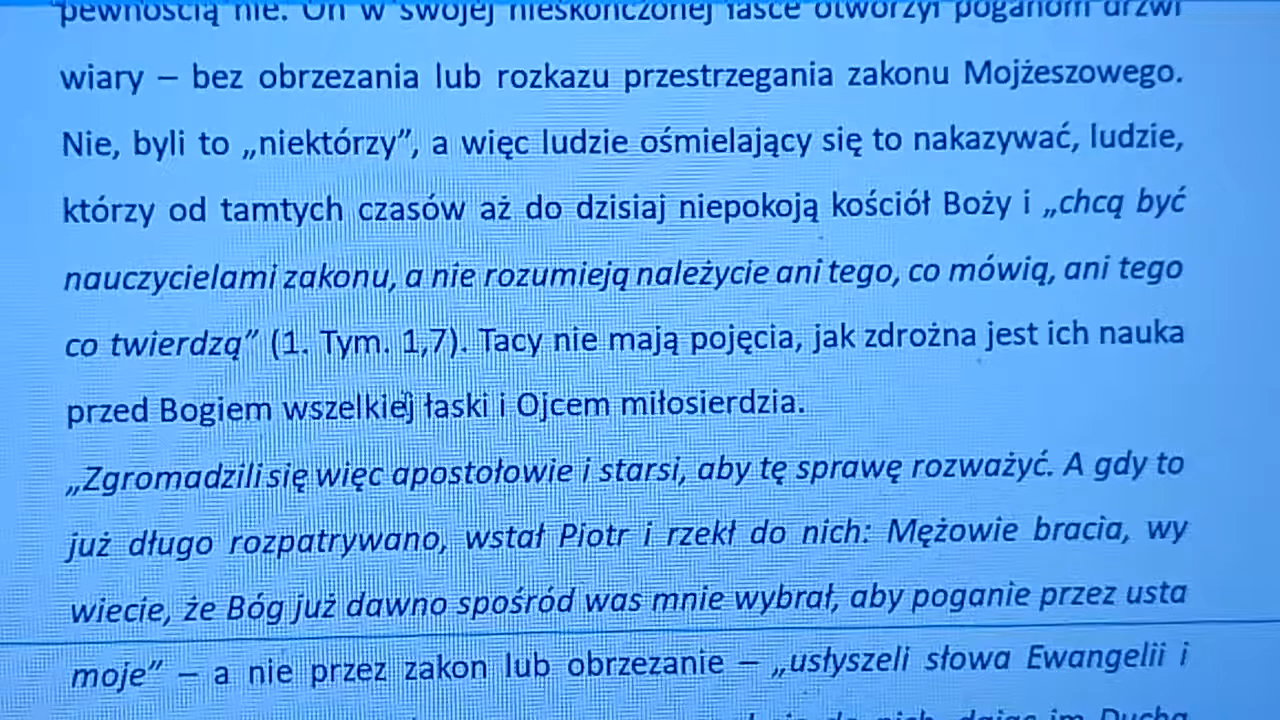 pewnością nie. On w swojej nieskończonej łasce otworzył poganom drzwi
wiary – bez obrzezania lub rozkazu przestrzegania zakonu Mojżeszowego.
Nie, byli to „niektórzy”, a więc ludzie ośmielający się to nakazywać, ludzie,
którzy od tamtych czasów aż do dzisiaj niepokoją kościół Boży i „chcą być
nauczycielami zakonu, a nie rozumieją należycie ani tego, co mówią, ani tego
co twierdzą” (1. Tym. 1,7). Tacy nie mają pojęcia, jak zdrożna jest ich nauka
przed Bogiem wszelkiej łaski i Ojcem miłosierdzia.
„Zgromadzili się więc apostołowie i starsi, aby tę sprawę rozważyć. A gdy to
już długo rozpatrywano, wstał Piotr i rzekł do nich: Mężowie bracia, wy
wiecie, że Bóg już dawno spośród was mnie wybrał, aby poganie przez usta
moje” – a nie przez zakon lub obrzezanie – „usłyszeli słowa Ewangelii i
do nich, dając im Ducha